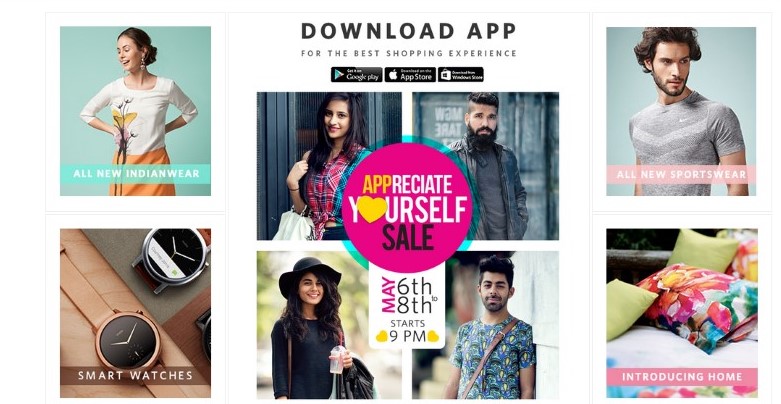 DOWNLOAD APP
FOR THE BEST SHOPPING EXPERIENCE
Get it on
Google play
Download on the
App Store
Download from
Windows Store
ALL NEW INDIANWEAR
APPRECIATE
YOURSELF
SALE
MAY
6th
to
8th
STARTS
9 PM
ALL NEW SPORTSWEAR
SMART WATCHES
INTRODUCING HOME